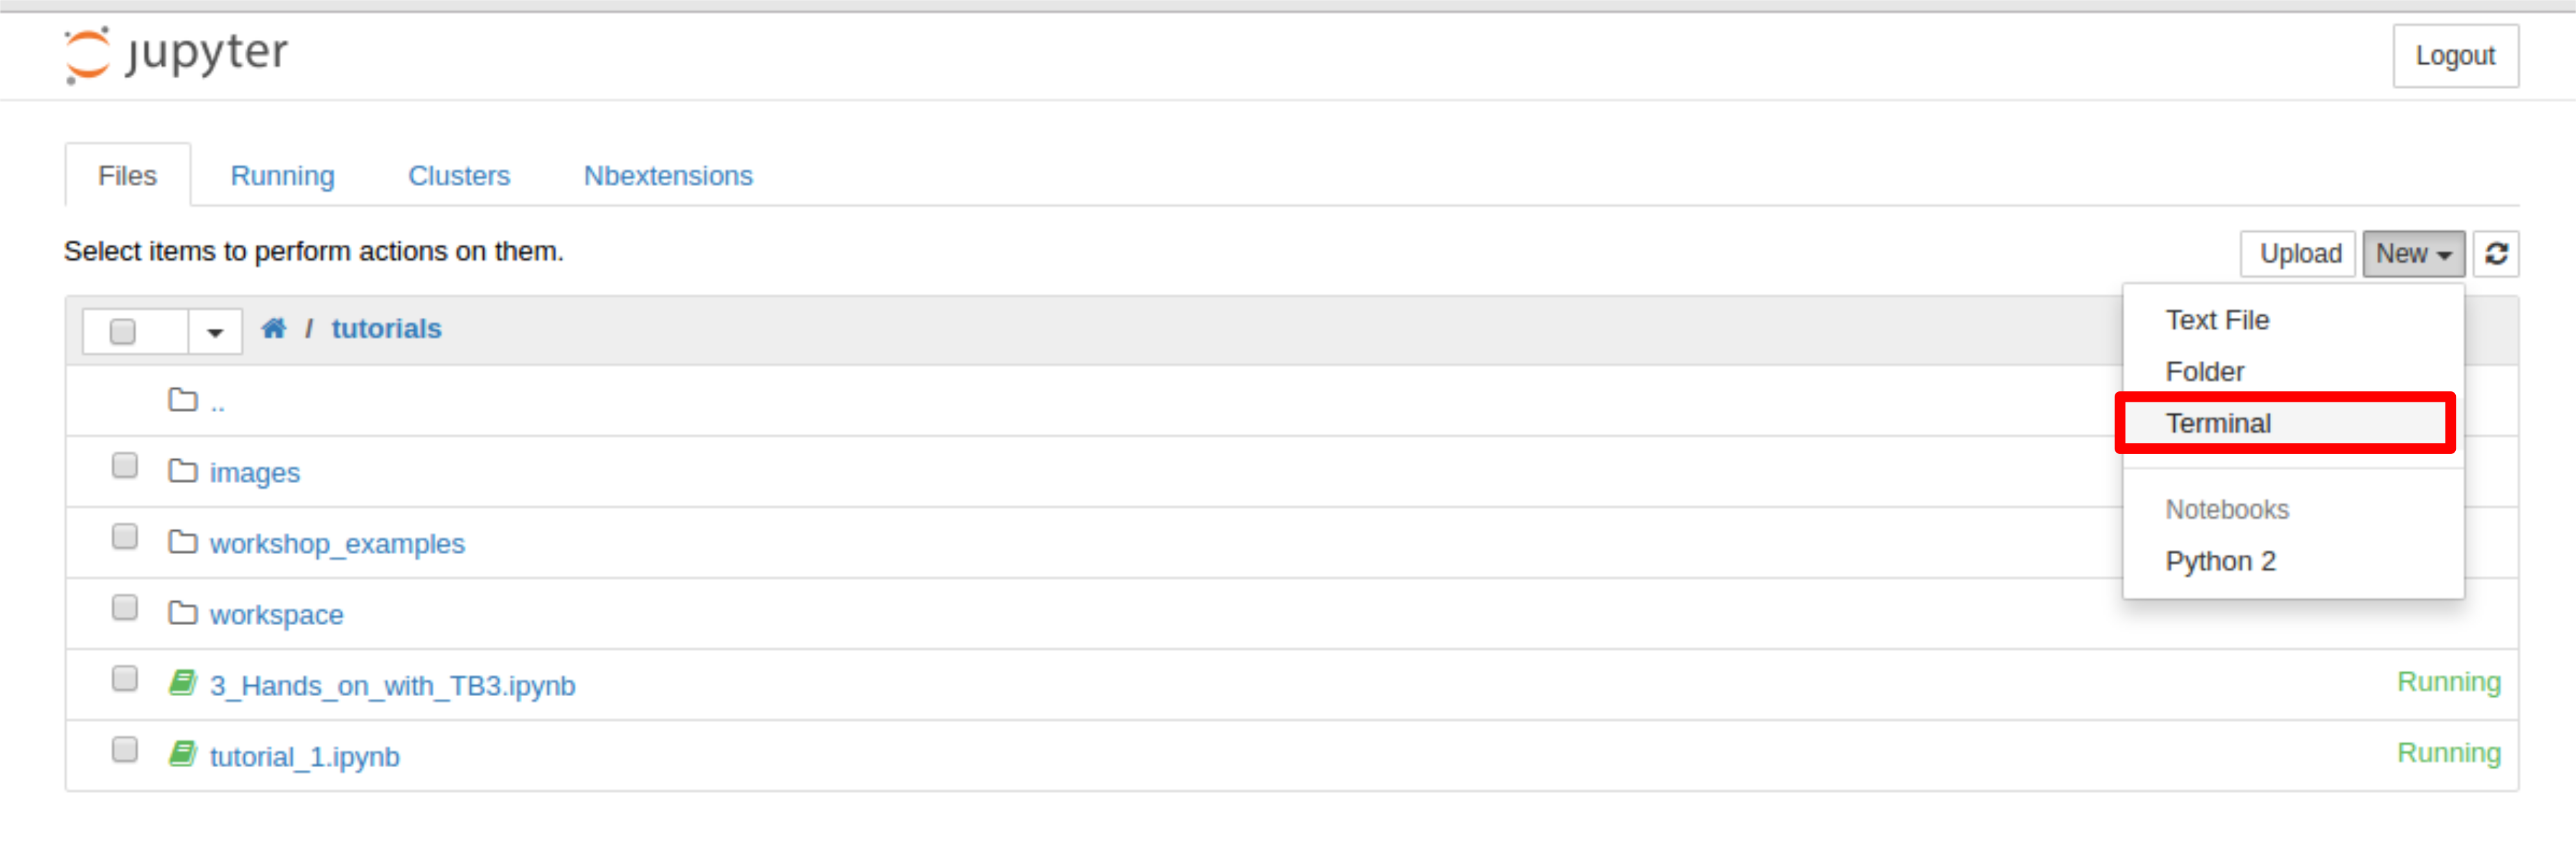 jupyter
Logout
Files Running Clusters Nbextensions
Select items to perform actions on them.
Upload New
/ tutorials
Text File
Folder
Terminal
Notebooks
Python 2
..
images
workshop_examples
workspace
3_Hands_on_with_TB3.ipynb Running
tutorial_1.ipynb Running